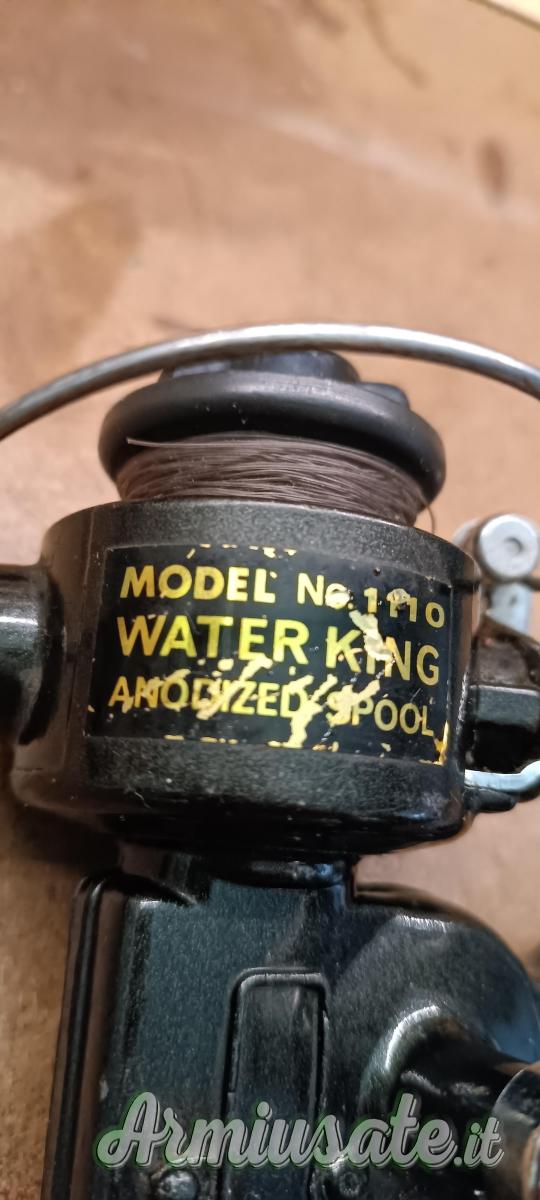 MODEL No. 1110
WATER KING
ANODIZED SPOOL
Armiusate.it